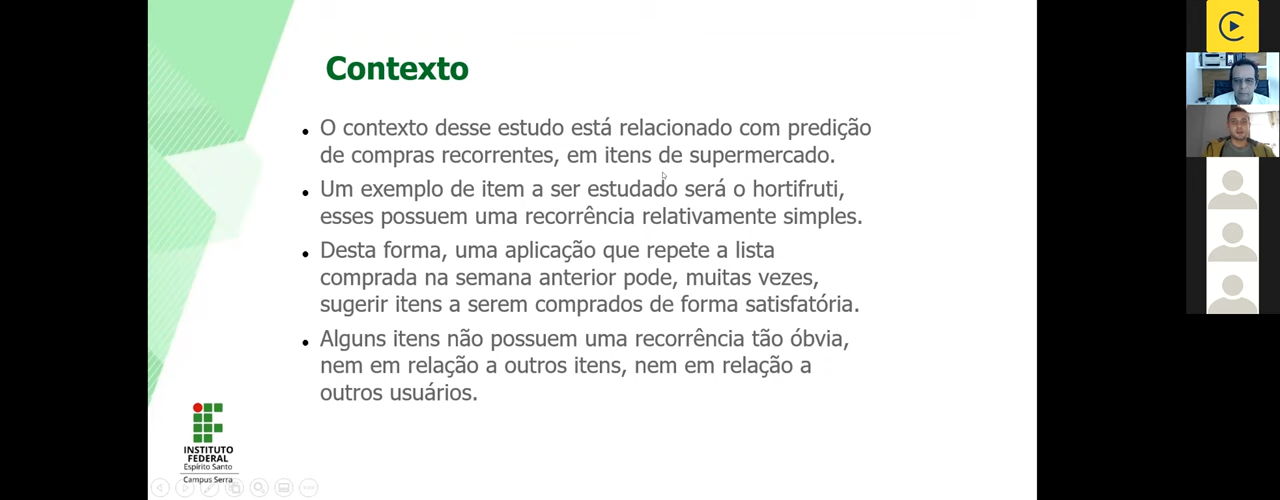 Contexto
O contexto desse estudo está relacionado com predição
de compras recorrentes, em itens de supermercado.
Um exemplo de item a ser estudado será o hortifruti,
esses possuem uma recorrência relativamente simples.
Desta forma, uma aplicação que repete a lista
comprada na semana anterior pode, muitas vezes,
sugerir itens a serem comprados de forma satisfatória.
Alguns itens não possuem uma recorrência tão óbvia,
nem em relação a outros itens, nem em relação a
outros usuários.
INSTITUTO
FEDERAL
Espírito Santo
Campus Serra